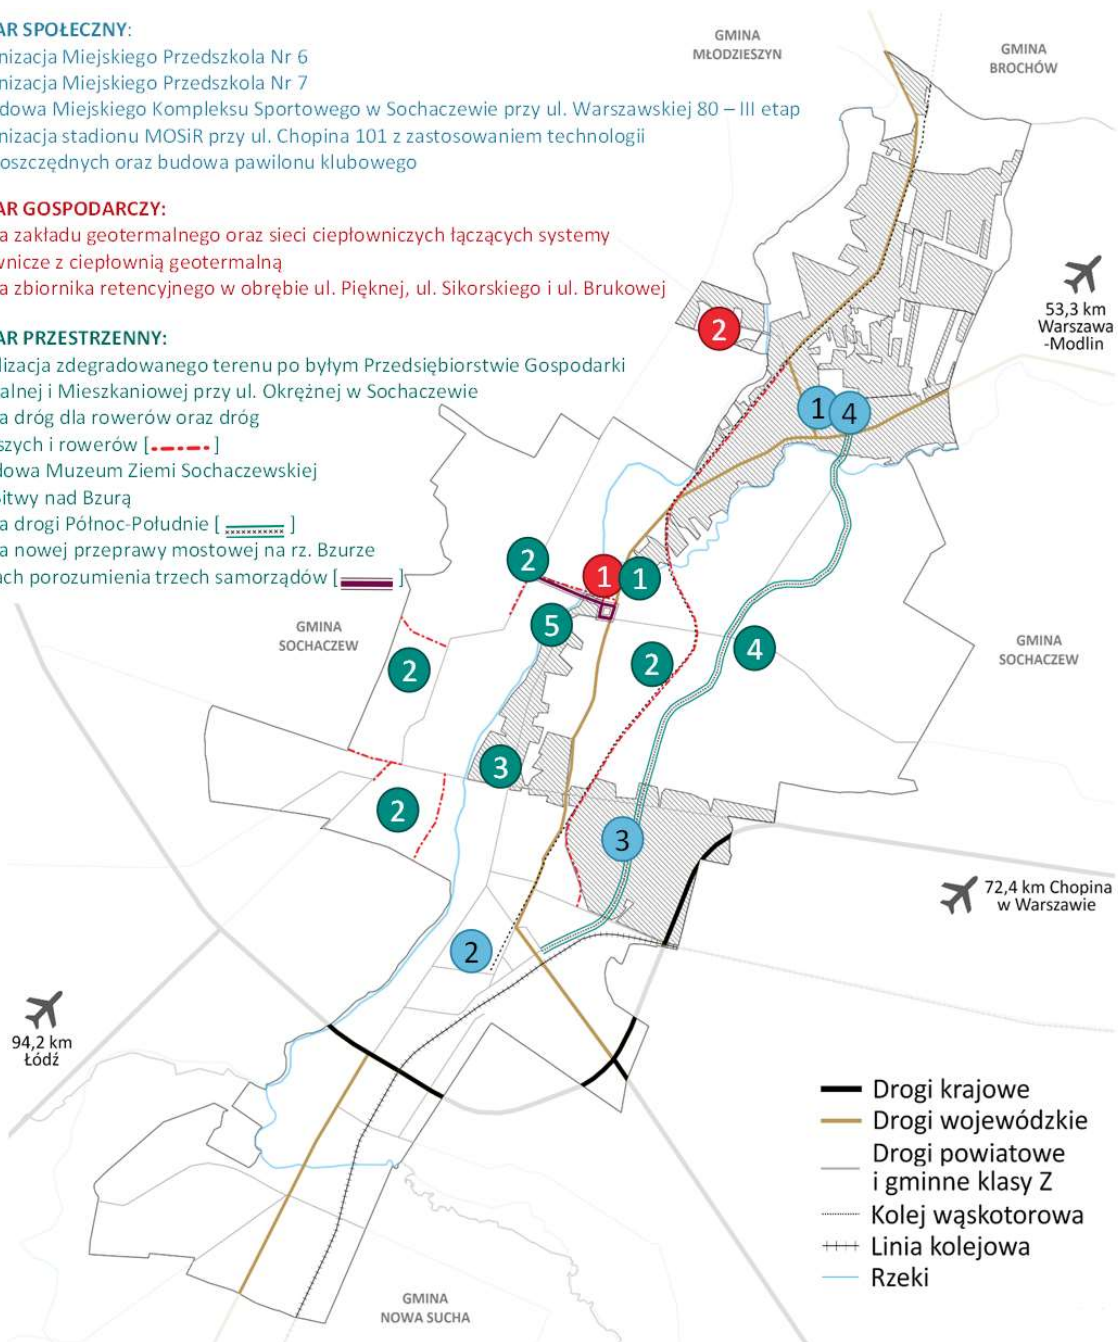 AR SPOŁECZNY:
nizacja Miejskiego Przedszkola Nr 6
nizacja Miejskiego Przedszkola Nr 7
dowa Miejskiego Kompleksu Sportowego w Sochaczewie przy ul. Warszawskiej 80 – III etap
nizacja stadionu MOSiR przy ul. Chopina 101 z zastosowaniem technologii
oszczędnych oraz budowa pawilonu klubowego
AR GOSPODARCZY:
a zakładu geotermalnego oraz sieci ciepłowniczych łączących systemy
wnicze z ciepłownią geotermalną
a zbiornika retencyjnego w obrębie ul. Pięknej, ul. Sikorskiego i ul. Brukowej
AR PRZESTRZENNY:
lizacja zdegradowanego terenu po byłym Przedsiębiorstwie Gospodarki
alnej i Mieszkaniowej przy ul. Okrężnej w Sochaczewie
a dróg dla rowerów oraz dróg
szych i rowerów [ ]
dowa Muzeum Ziemi Sochaczewskiej
Bitwy nad Bzurą
a drogi Północ-Południe [ ]
a nowej przeprawy mostowej na rz. Bzurze
ach porozumienia trzech samorządów [ ]
GMINA
MŁODZIESZYN
GMINA
BROCHÓW
53,3 km
Warszawa
-Modlin
2
1
4
2
1
1
5
2
4
GMINA
SOCHACZEW
GMINA
SOCHACZEW
2
3
2
3
72,4 km Chopina
w Warszawie
2
94,2 km
Łódź
Drogi krajowe
Drogi wojewódzkie
Drogi powiatowe
i gminne klasy Z
Kolej wąskotorowa
Linia kolejowa
Rzeki
GMINA
NOWA SUCHA